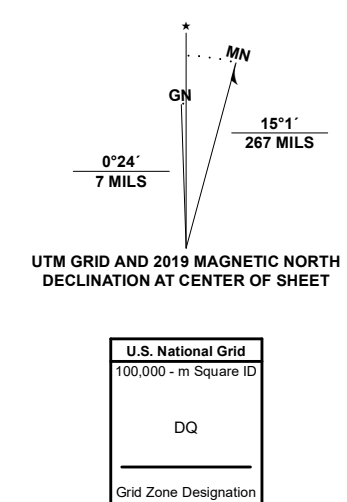 ★
MN
GN
15°1´
267 MILS
0°24´
7 MILS
UTM GRID AND 2019 MAGNETIC NORTH
DECLINATION AT CENTER OF SHEET
U.S. National Grid
100,000 - m Square ID
DQ
Grid Zone Designation